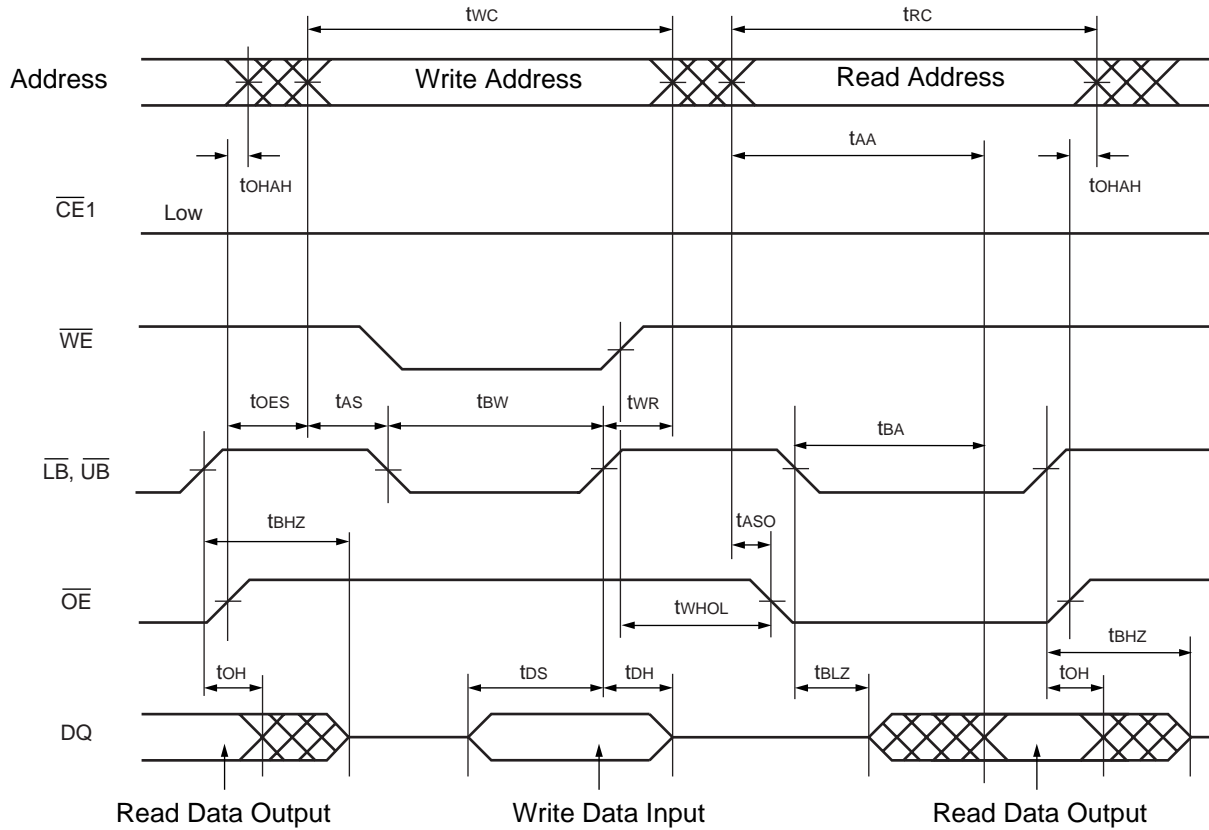 tWC tRC
Address Write Address Read Address
tAA
tOHAH tOHAH
CE1 Low
WE
tOES tAS tBW tWR
tBA
LB, UB
tBHZ tASO
OE
tWHOL
tBHZ
tOH tDS tDH tBLZ tOH
DQ
Read Data Output Write Data Input Read Data Output